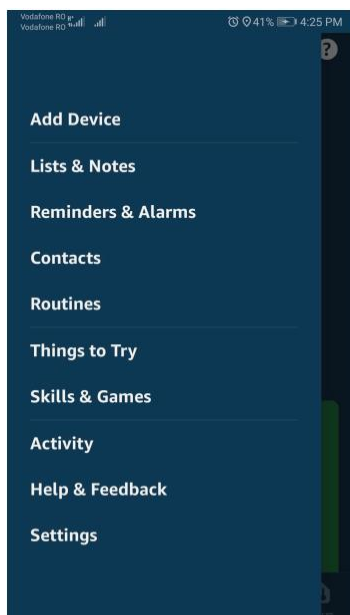 Vodafone RO
Vodafone RO
41% 4:25 PM
?
Add Device
Lists & Notes
Reminders & Alarms
Contacts
Routines
Things to Try
Skills & Games
Activity
Help & Feedback
Settings